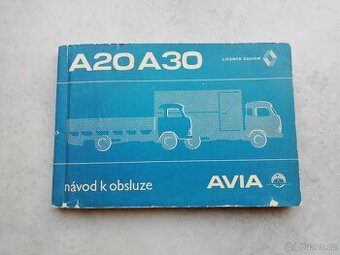 A20 A30
LICENCE SAVIEM
návod k obsluze
AVIA